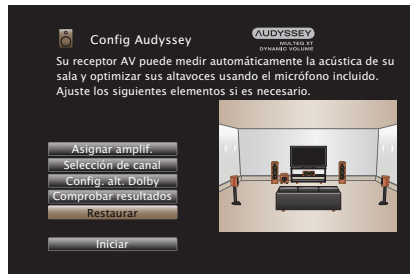 Config Audyssey
AUDYSSEY
MULTEQ XT
DYNAMIC VOLUME
Su receptor AV puede medir automáticamente la acústica de su
sala y optimizar sus altavoces usando el micrófono incluido.
Ajuste los siguientes elementos si es necesario.
Asignar amplif.
Selección de canal
Config. alt. Dolby
Comprobar resultados
Restaurar
Iniciar